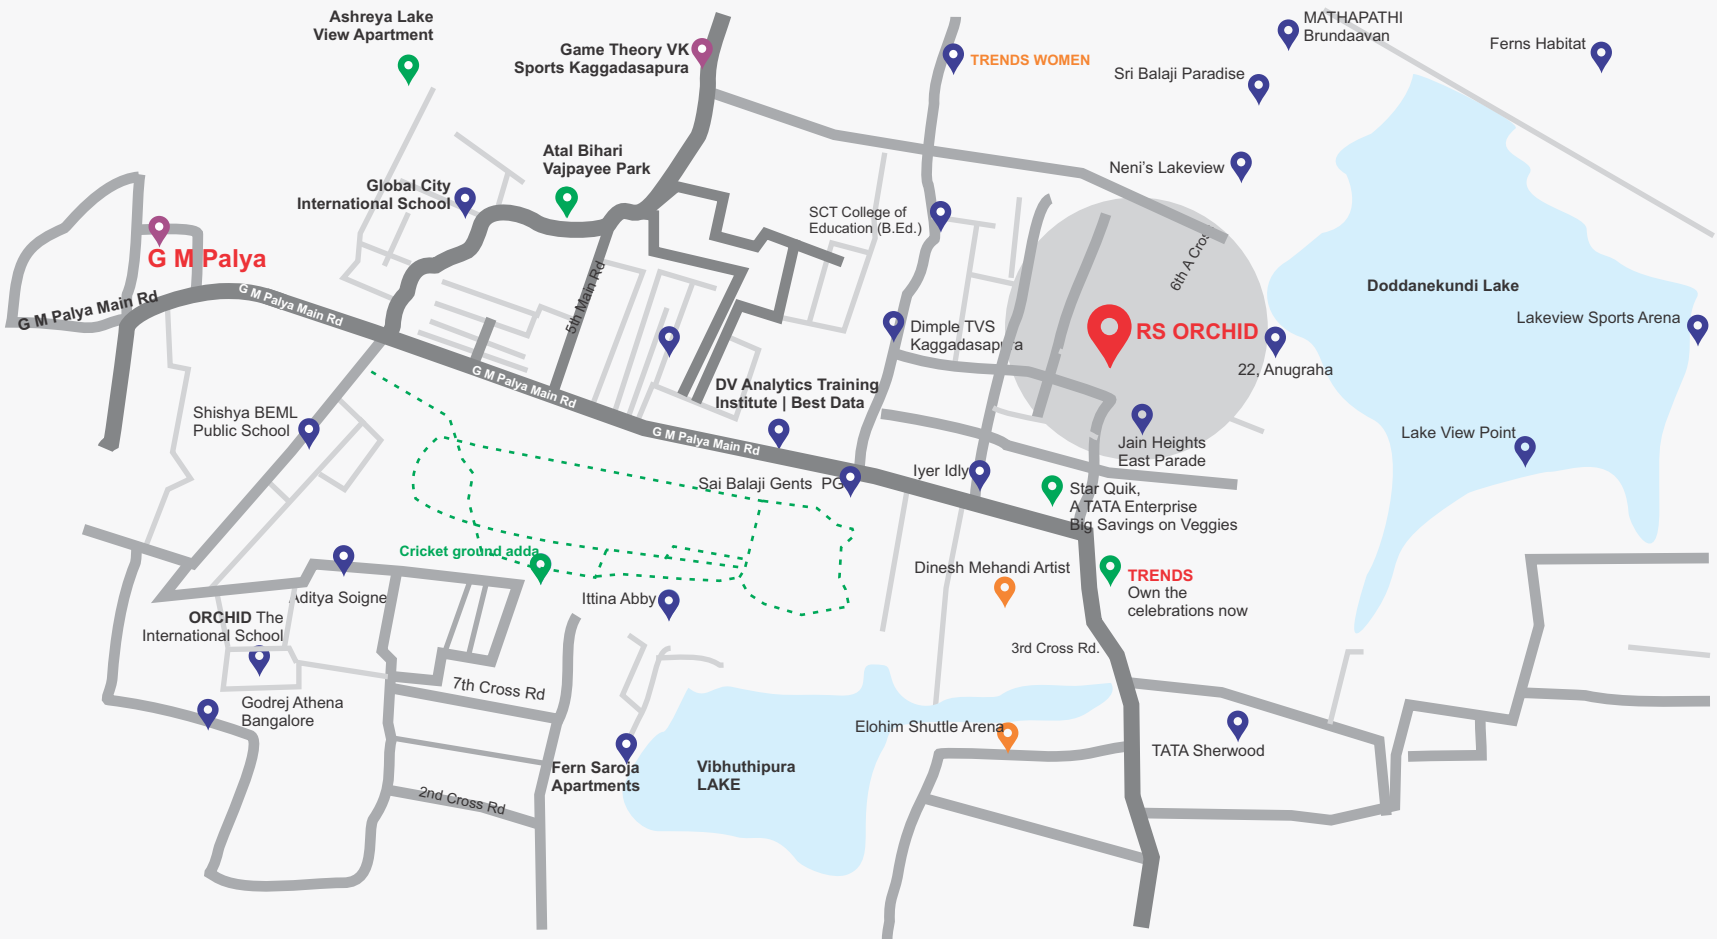 Ashreya Lake
View Apartment
Game Theory VK
Sports Kaggadasapura
TRENDS WOMEN
MATHAPATHI
Brundaavan
Ferns Habitat
Sri Balaji Paradise
Atal Bihari
Vajpayee Park
Neni's Lakeview
Global City
International School
SCT College of
Education (B.Ed.)
G M Palya
6th A Cros
G M Palya Main Rd
G M Palya Main Rd
5th Main Rd
Doddanekundi Lake
Dimple TVS
Kaggadasapura
RS ORCHID
Lakeview Sports Arena
22, Anugraha
G M Palya Main Rd
DV Analytics Training
Institute | Best Data
Shishya BEML
Public School
G M Palya Main Rd
Jain Heights
East Parade
Lake View Point
Sai Balaji Gents PG
Iyer Idly
Star Quik,
A TATA Enterprise
Big Savings on Veggies
Cricket ground adda
Dinesh Mehandi Artist
TRENDS
Own the
celebrations now
Aditya Soigne
Ittina Abby
ORCHID The
International School
3rd Cross Rd.
7th Cross Rd
Godrej Athena
Bangalore
Elohim Shuttle Arena
TATA Sherwood
Fern Saroja
Apartments
Vibhuthipura
LAKE
2nd Cross Rd